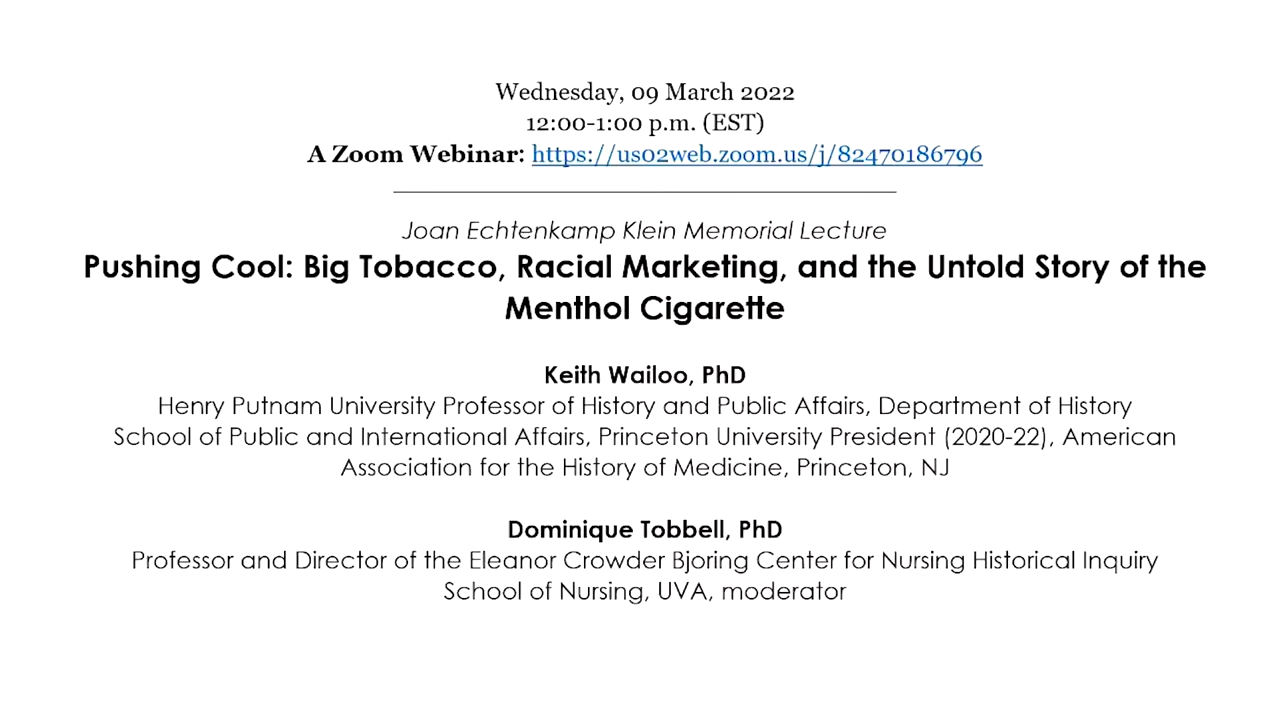 Wednesday, 09 March 2022
12:00-1:00 p.m. (EST)
A Zoom Webinar: https://us02web.zoom.us/j/82470186796
Joan Echtenkamp Klein Memorial Lecture
Pushing Cool: Big Tobacco, Racial Marketing, and the Untold Story of the
Menthol Cigarette
Keith Wailoo, PhD
Henry Putnam University Professor of History and Public Affairs, Department of History
School of Public and International Affairs, Princeton University President (2020-22), American
Association for the History of Medicine, Princeton, NJ
Dominique Tobbell, PhD
Professor and Director of the Eleanor Crowder Bjoring Center for Nursing Historical Inquiry
School of Nursing, UVA, moderator